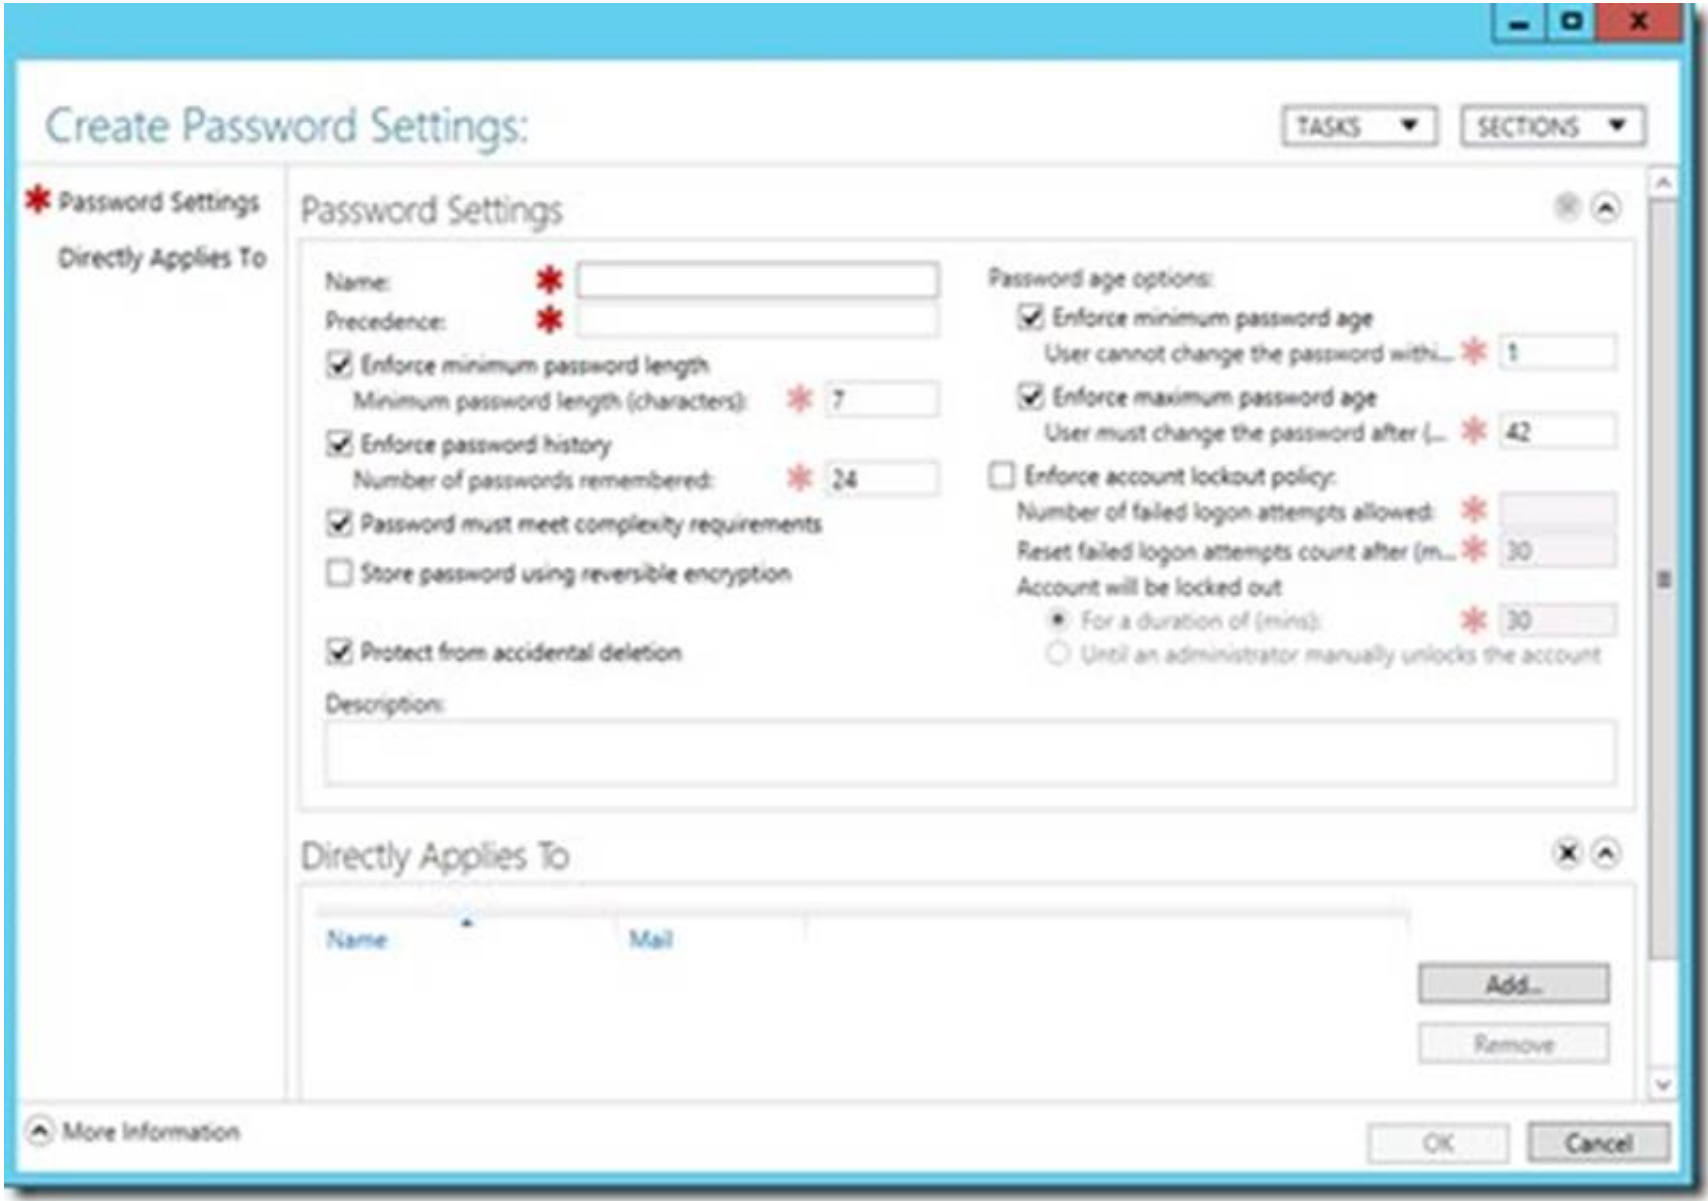 Create Password Settings:
TASKS
SECTIONS
Password Settings
Directly Applies To
Password Settings
Name:
Precedence:
Enforce minimum password length
Minimum password length (characters): 7
Enforce password history
Number of passwords remembered: 24
Password must meet complexity requirements
Store password using reversible encryption
Protect from accidental deletion
Password age options:
Enforce minimum password age
User cannot change the password withi... 1
Enforce maximum password age
User must change the password after (... 42
Enforce account lockout policy:
Number of failed logon attempts allowed:
Reset failed logon attempts count after (m... 30
Account will be locked out
For a duration of (mins): 30
Until an administrator manually unlocks the account
Description:
Directly Applies To
Name Mail
Add...
Remove
More Information
OK
Cancel